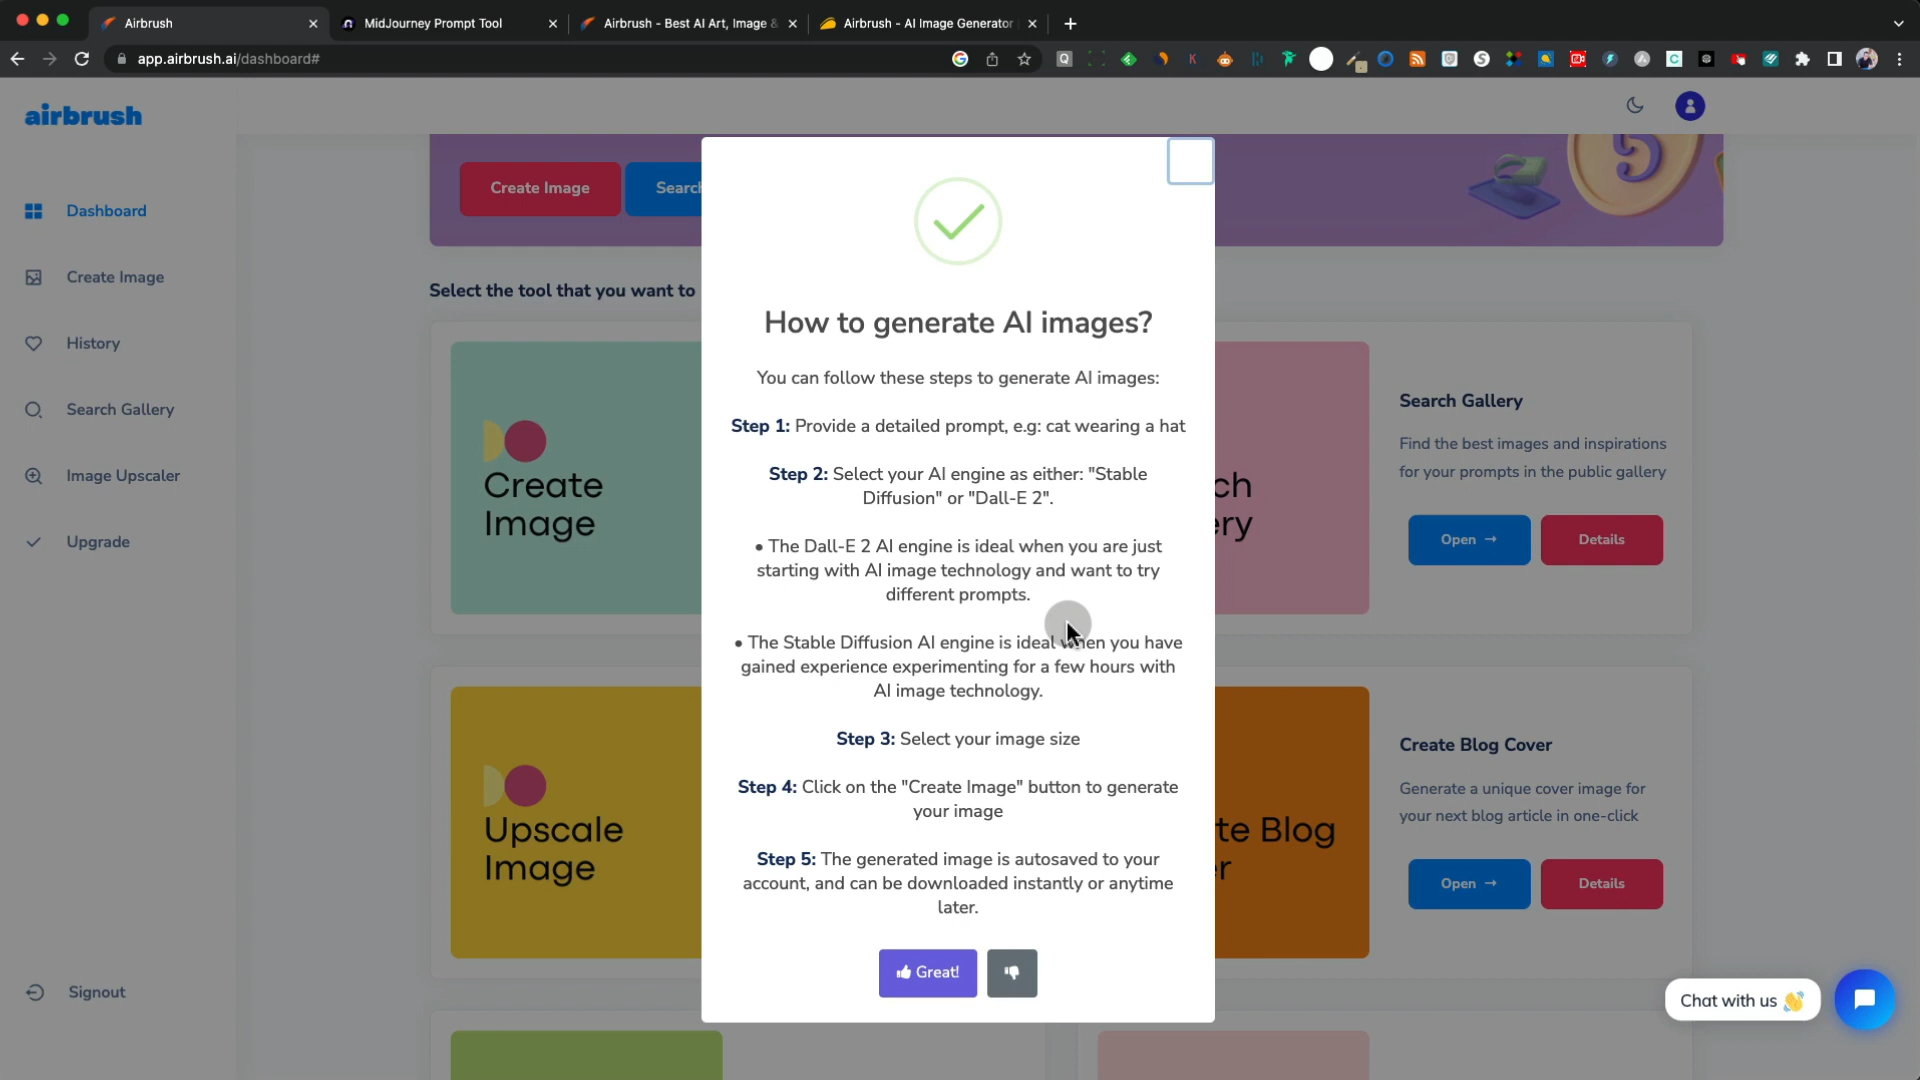 Airbrush
MidJourney Prompt Tool
Airbrush - Best AI Art, Image &
Airbrush - AI Image Generator
app.airbrush.ai/dashboard#
airbrush
Dashboard
Create Image
History
Search Gallery
Image Upscaler
Upgrade
Signout
Create Image
Select the tool that you want to
Create
Image
Upscale
Image
How to generate AI images?
You can follow these steps to generate AI images:
Step 1: Provide a detailed prompt, e.g: cat wearing a hat
Step 2: Select your AI engine as either: "Stable
Diffusion" or "Dall-E 2".
• The Dall-E 2 AI engine is ideal when you are just
starting with AI image technology and want to try
different prompts.
• The Stable Diffusion AI engine is ideal when you have
gained experience experimenting for a few hours with
AI image technology.
Step 3: Select your image size
Step 4: Click on the "Create Image" button to generate
your image
Step 5: The generated image is autosaved to your
account, and can be downloaded instantly or anytime
later.
Great!
Search Gallery
Find the best images and inspirations
for your prompts in the public gallery
Open →
Details
te Blog
Create Blog Cover
Generate a unique cover image for
your next blog article in one-click
Open →
Details
Chat with us 👋